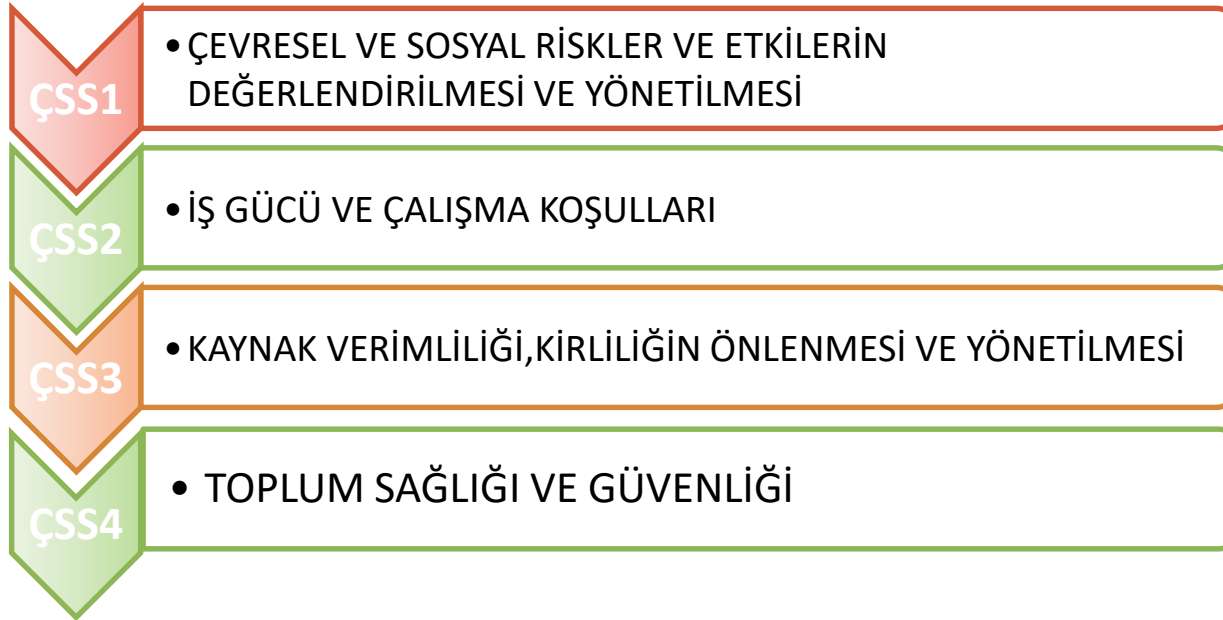 ÇSS1
• ÇEVRESEL VE SOSYAL RİSKLER VE ETKİLERİN
DEĞERLENDİRİLMESİ VE YÖNETİLMESİ
ÇSS2
• İŞ GÜCÜ VE ÇALIŞMA KOŞULLARI
ÇSS3
• KAYNAK VERİMLİLİĞİ,KİRLİLİĞİN ÖNLENMESİ VE YÖNETİLMESİ
ÇSS4
• TOPLUM SAĞLIĞI VE GÜVENLİĞİ